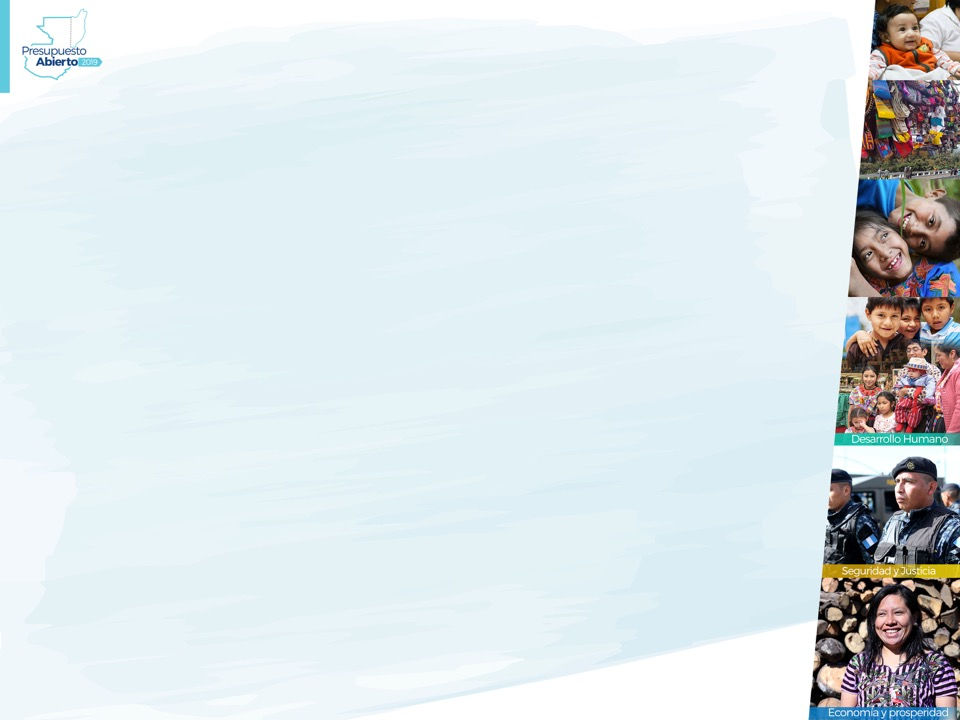 Presupuesto
Abierto 2019
Desarrollo Humano
Seguridad y Justicia
Economía y prosperidad